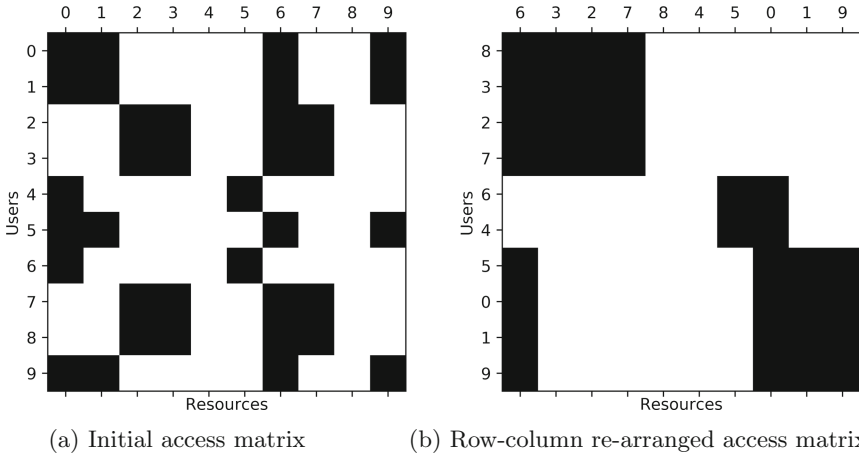 0 1 2 3 4 5 6 7 8 9
0
1
2
3
4
5
6
7
8
9
Users
Resources
(a) Initial access matrix
6 3 2 7 8 4 5 0 1 9
8
3
2
7
6
4
5
0
1
9
Users
Resources
(b) Row-column re-arranged access matrix